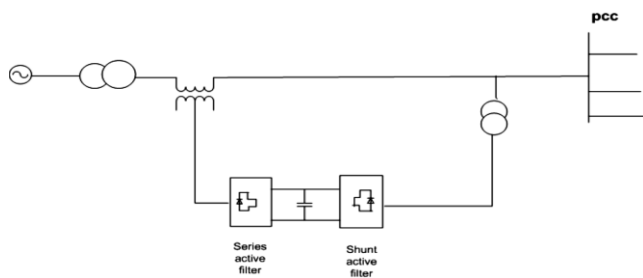 pcc
Series
active
filter
Shunt
active
filter